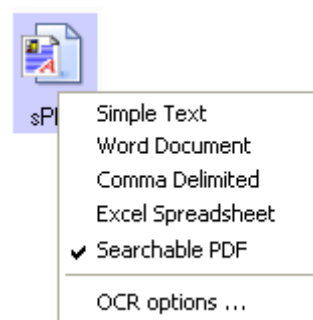 sP
Simple Text
Word Document
Comma Delimited
Excel Spreadsheet
Searchable PDF
OCR options ...